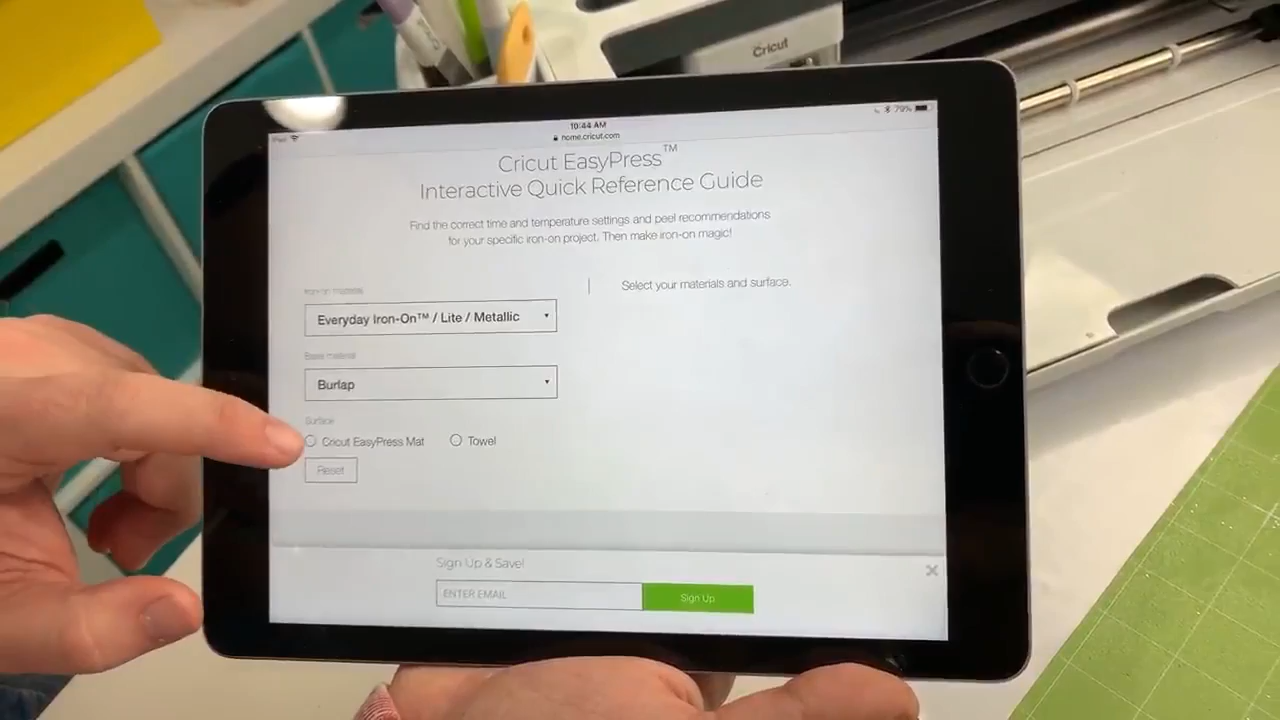 Cricut
10:44 AM
79%
home.cricut.com
Cricut EasyPress™
Interactive Quick Reference Guide
Find the correct time and temperature settings and peel recommendations
for your specific iron-on project. Then make iron-on magic!
Iron-on material
Everyday Iron-On™ / Lite / Metallic
Base material
Burlap
Surface
Cricut EasyPress Mat
Towel
Reset
Select your materials and surface.
Sign Up & Save!
ENTER EMAIL
Sign Up